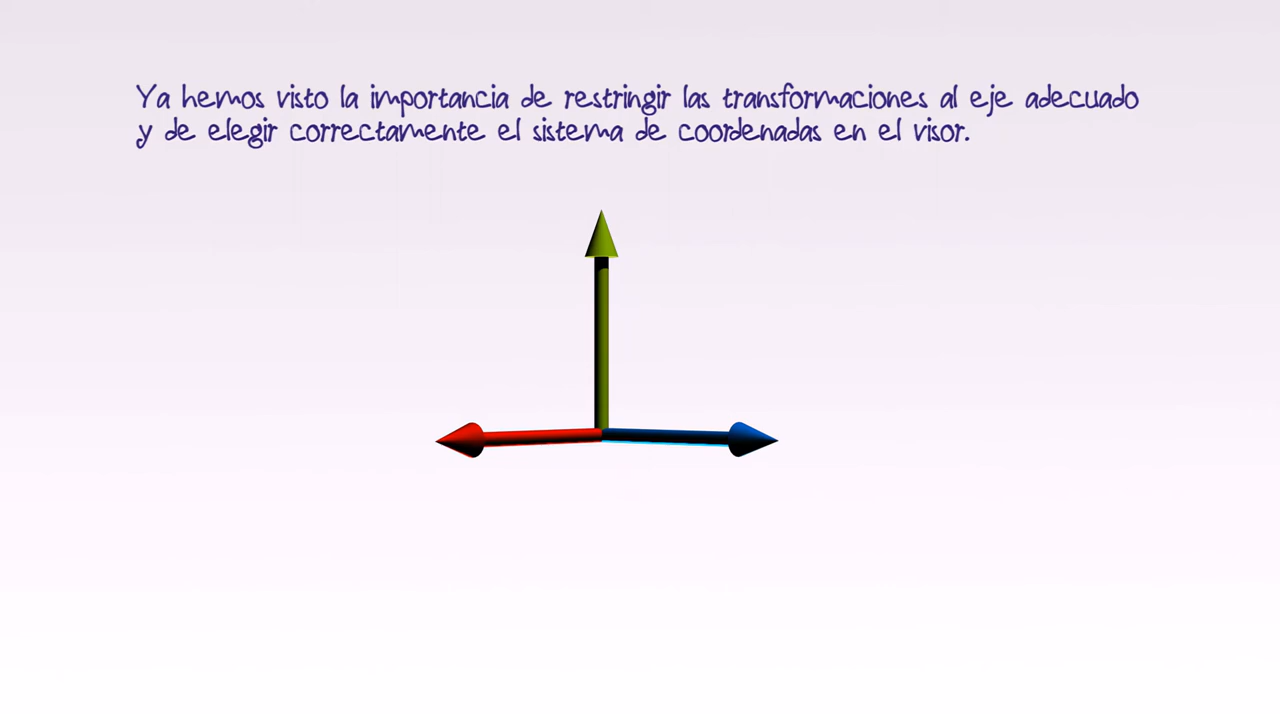 Ya hemos visto la importancia de restringir las transformaciones al eje adecuado
y de elegir correctamente el sistema de coordenadas en el visor.